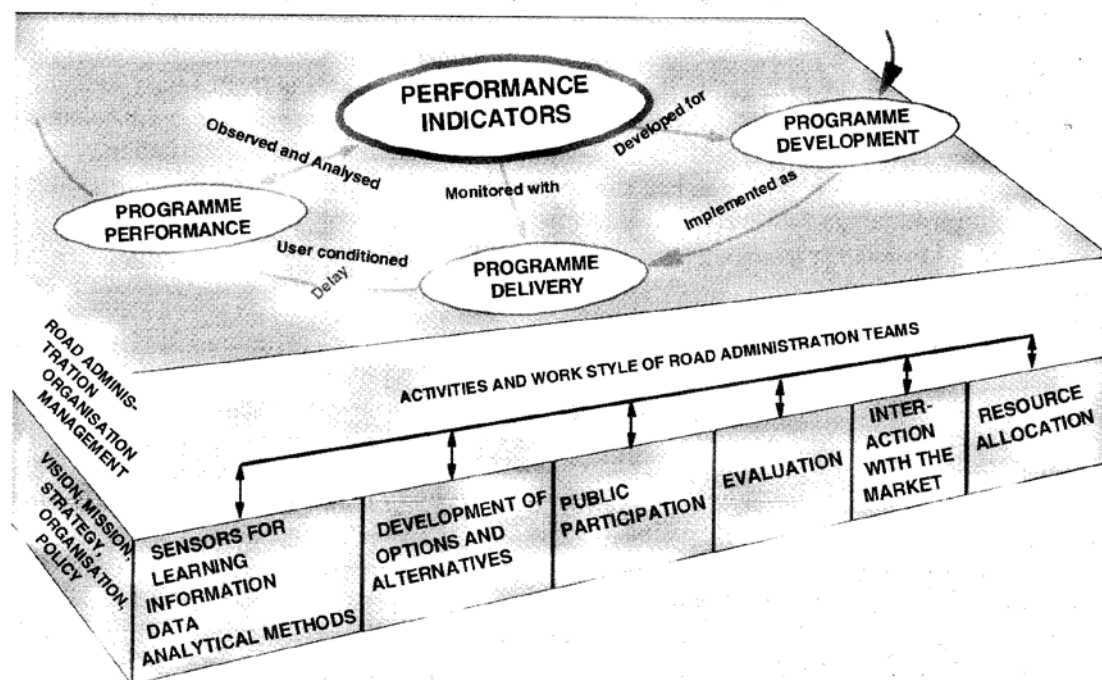 PERFORMANCE
INDICATORS
Developed for
PROGRAMME
DEVELOPMENT
Observed and Analysed
Monitored with
Implemented as
PROGRAMME
PERFORMANCE
User conditioned
Delay
PROGRAMME
DELIVERY
ROAD ADMINIS-
TRATION
ORGANISATION
MANAGEMENT
ACTIVITIES AND WORK STYLE OF ROAD ADMINISTRATION TEAMS
VISION, MISSION,
STRATEGY,
ORGANISATION,
POLICY
SENSORS FOR
LEARNING
INFORMATION
DATA
ANALYTICAL METHODS
DEVELOPMENT OF
OPTIONS AND
ALTERNATIVES
PUBLIC
PARTICIPATION
EVALUATION
INTER-
ACTION
WITH THE
MARKET
RESOURCE
ALLOCATION